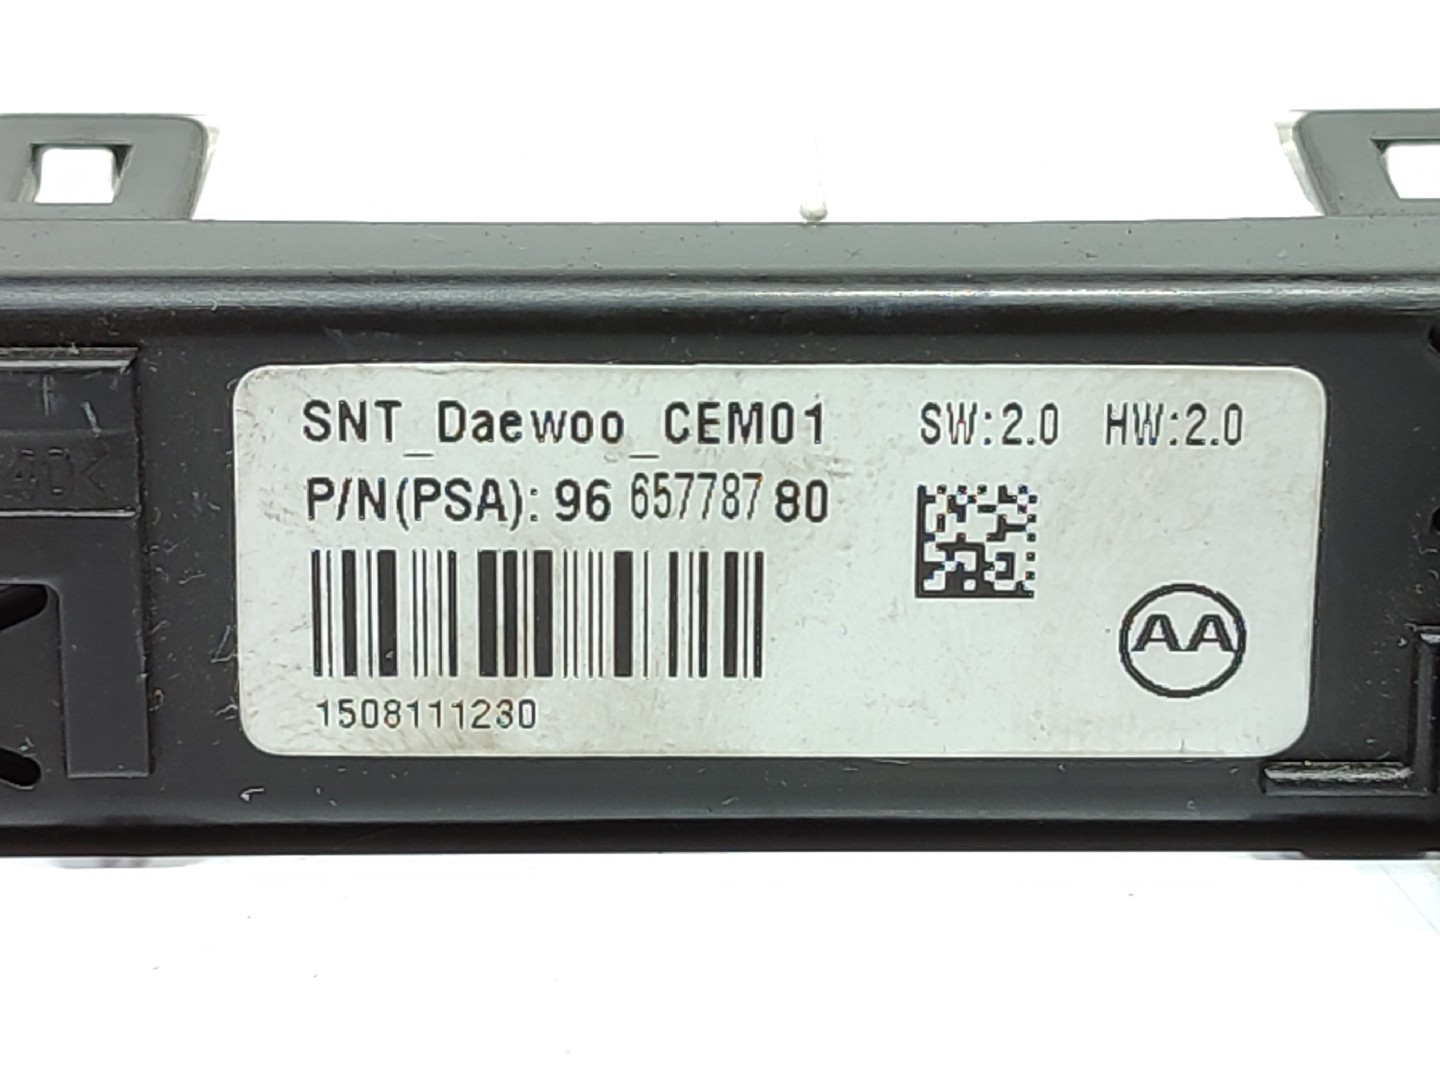 SNT_Daewoo_CEM01 SW:2.0 HW:2.0
P/N(PSA): 96 657787 80
1508111230
AA